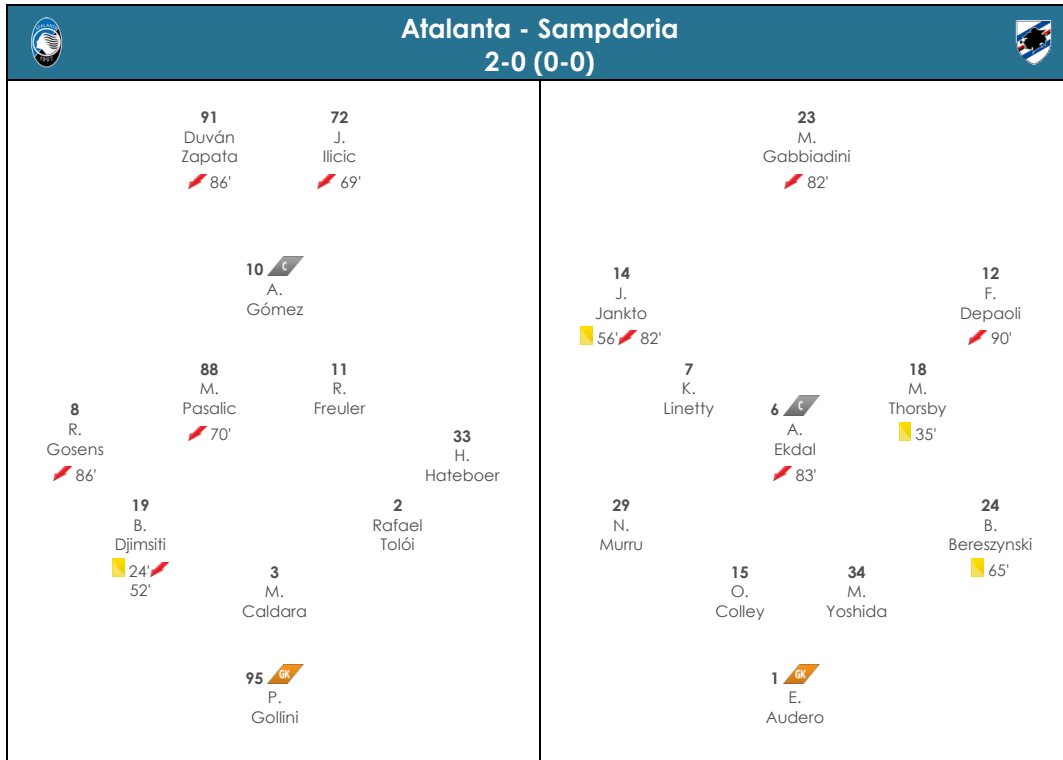 Atalanta - Sampdoria
2-0 (0-0)
91
Duván
Zapata
86'
72
J.
Ilicic
69'
10 C
A.
Gómez
88
M.
Pasalic
70'
11
R.
Freuler
8
R.
Gosens
86'
33
H.
Hateboer
19
B.
Djimsiti
24'
52'
2
Rafael
Tolói
3
M.
Caldara
95 GK
P.
Gollini
23
M.
Gabbiadini
82'
14
J.
Jankto
56' 82'
12
F.
Depaoli
90'
7
K.
Linetty
6 C
A.
Ekdal
83'
18
M.
Thorsby
35'
29
N.
Murru
24
B.
Bereszynski
65'
15
O.
Colley
34
M.
Yoshida
1 GK
E.
Audero